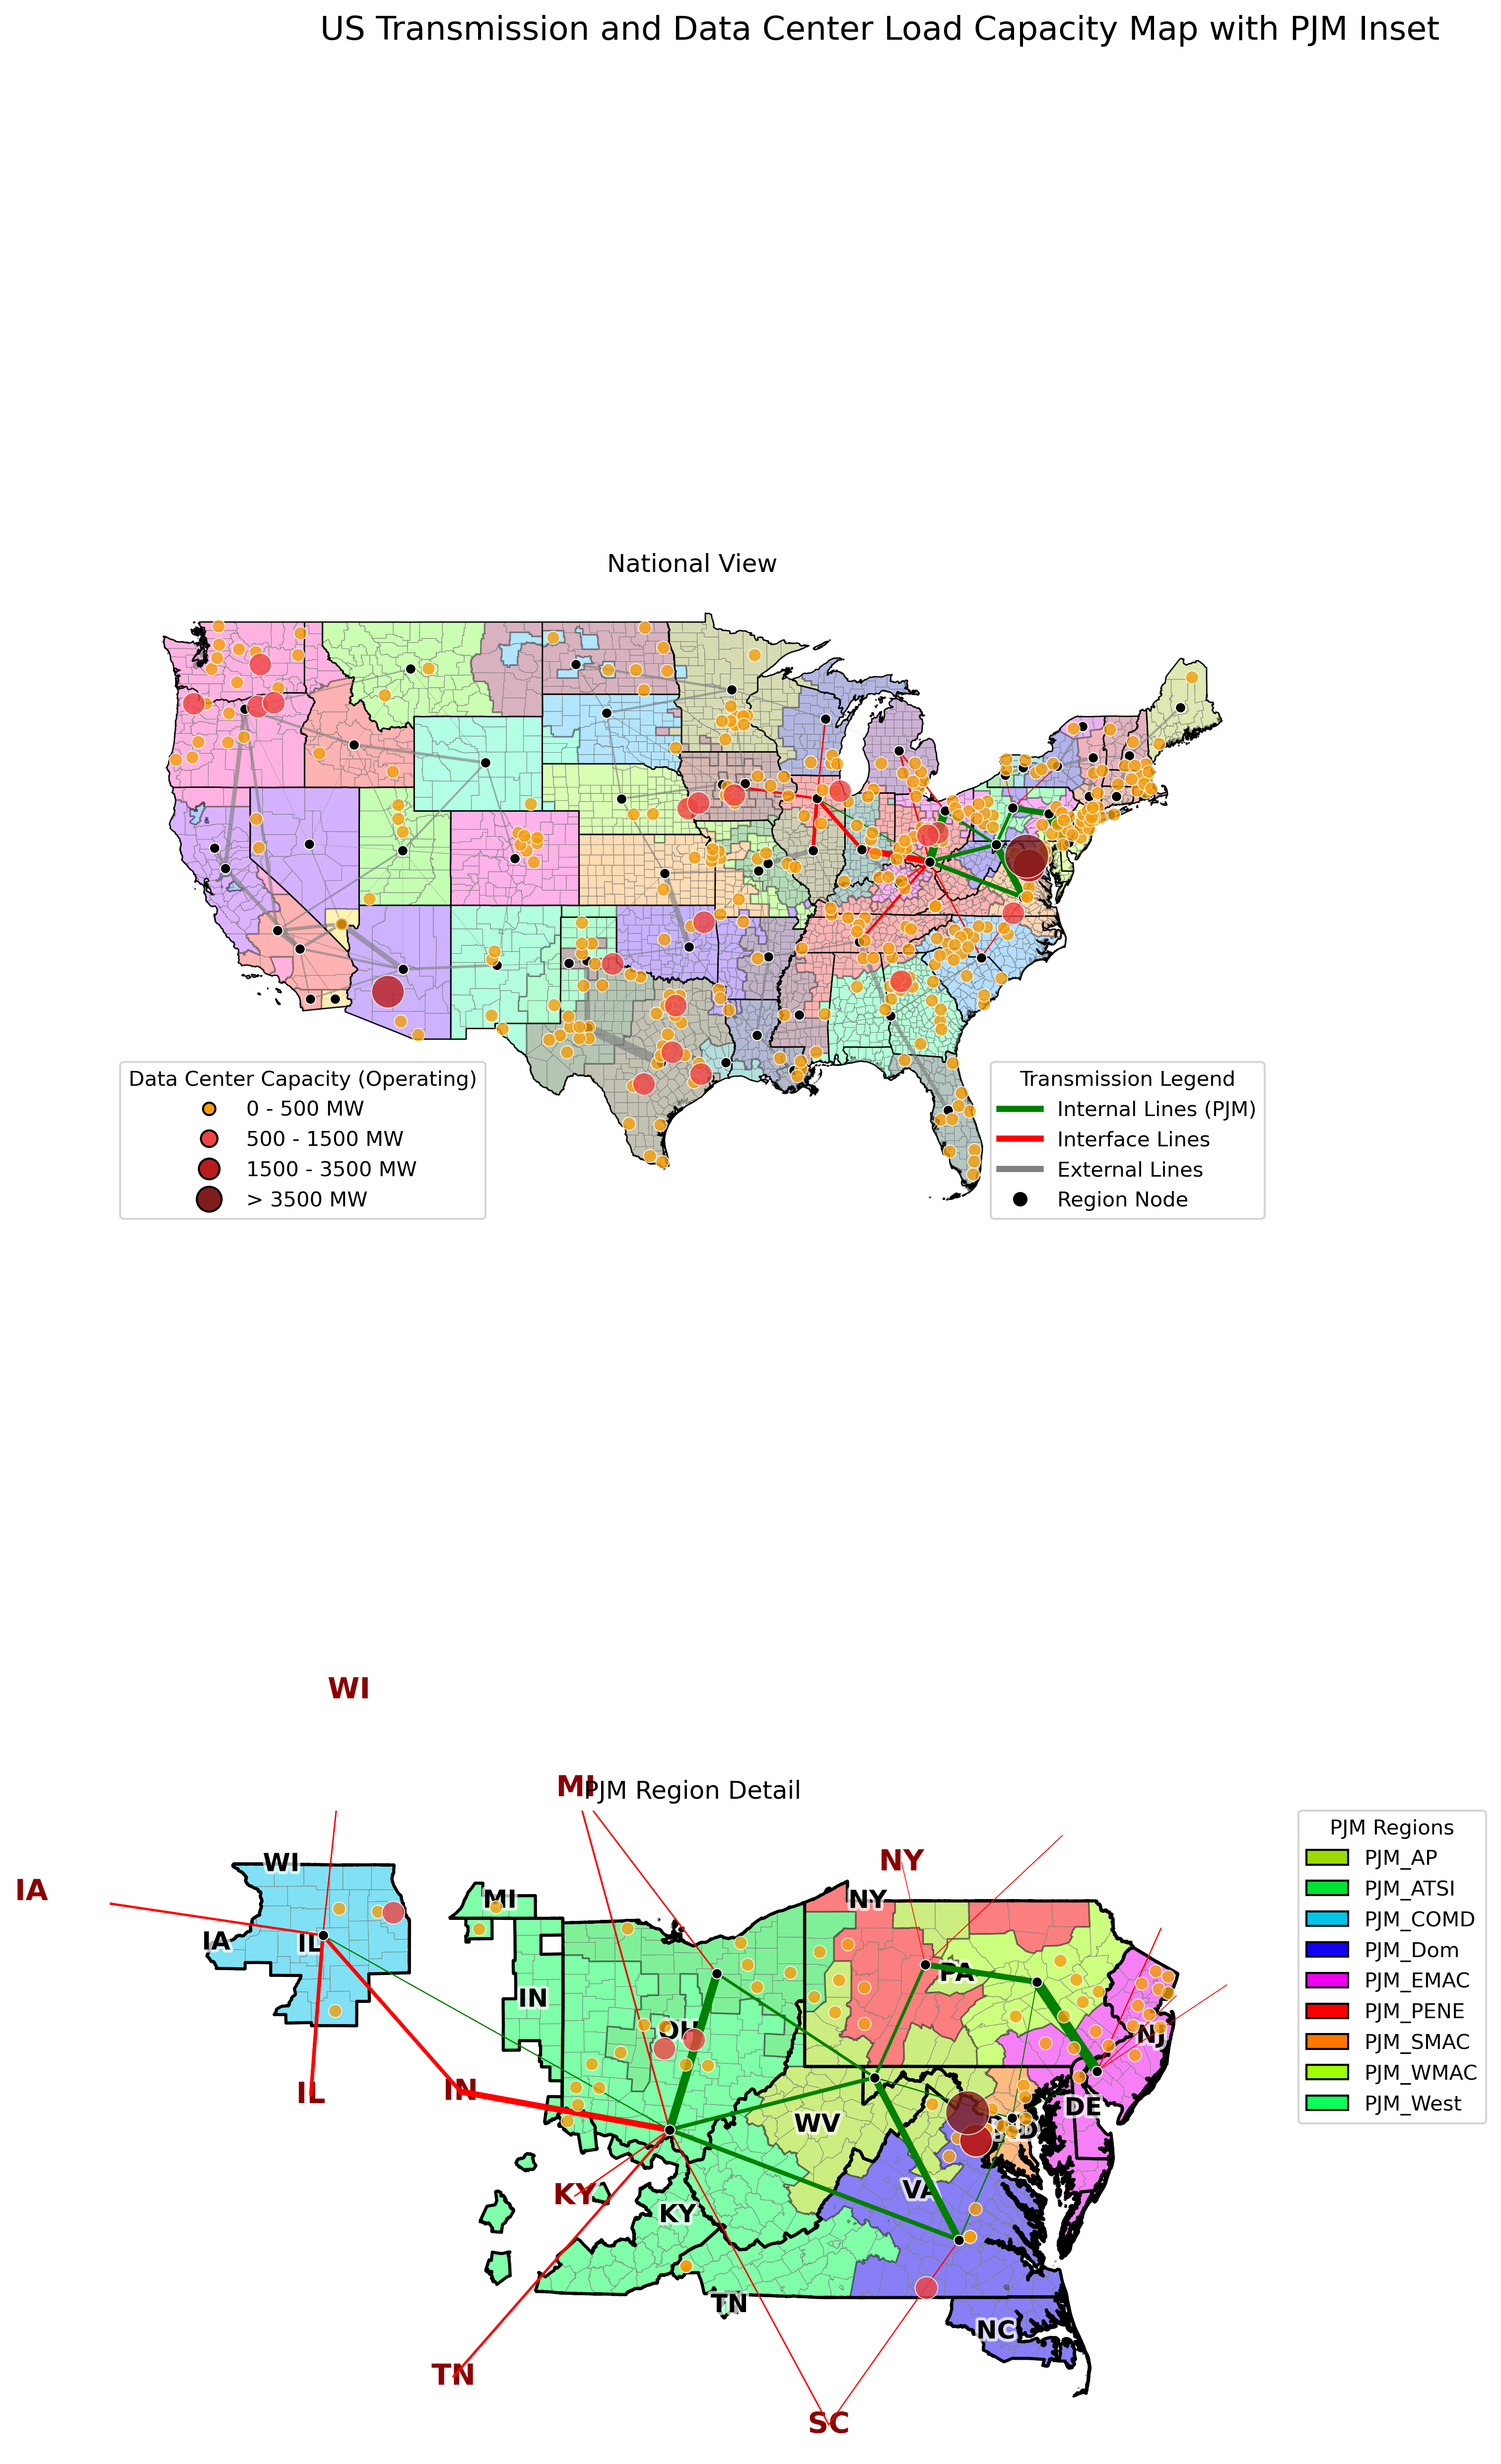 US Transmission and Data Center Load Capacity Map with PJM Inset
National View
Data Center Capacity (Operating)
0 - 500 MW
500 - 1500 MW
1500 - 3500 MW
> 3500 MW
Transmission Legend
Internal Lines (PJM)
Interface Lines
External Lines
Region Node
WI
MI
PJM Region Detail
PJM Regions
PJM_AP
PJM_ATSI
PJM_COMD
PJM_Dom
PJM_EMAC
PJM_PENE
PJM_SMAC
PJM_WMAC
PJM_West
NY
WI
IA
MI
NY
IA
IL
PA
IN
OH
NJ
IL
IN
DE
WV
VA
KY
KY
TN
NC
TN
SC